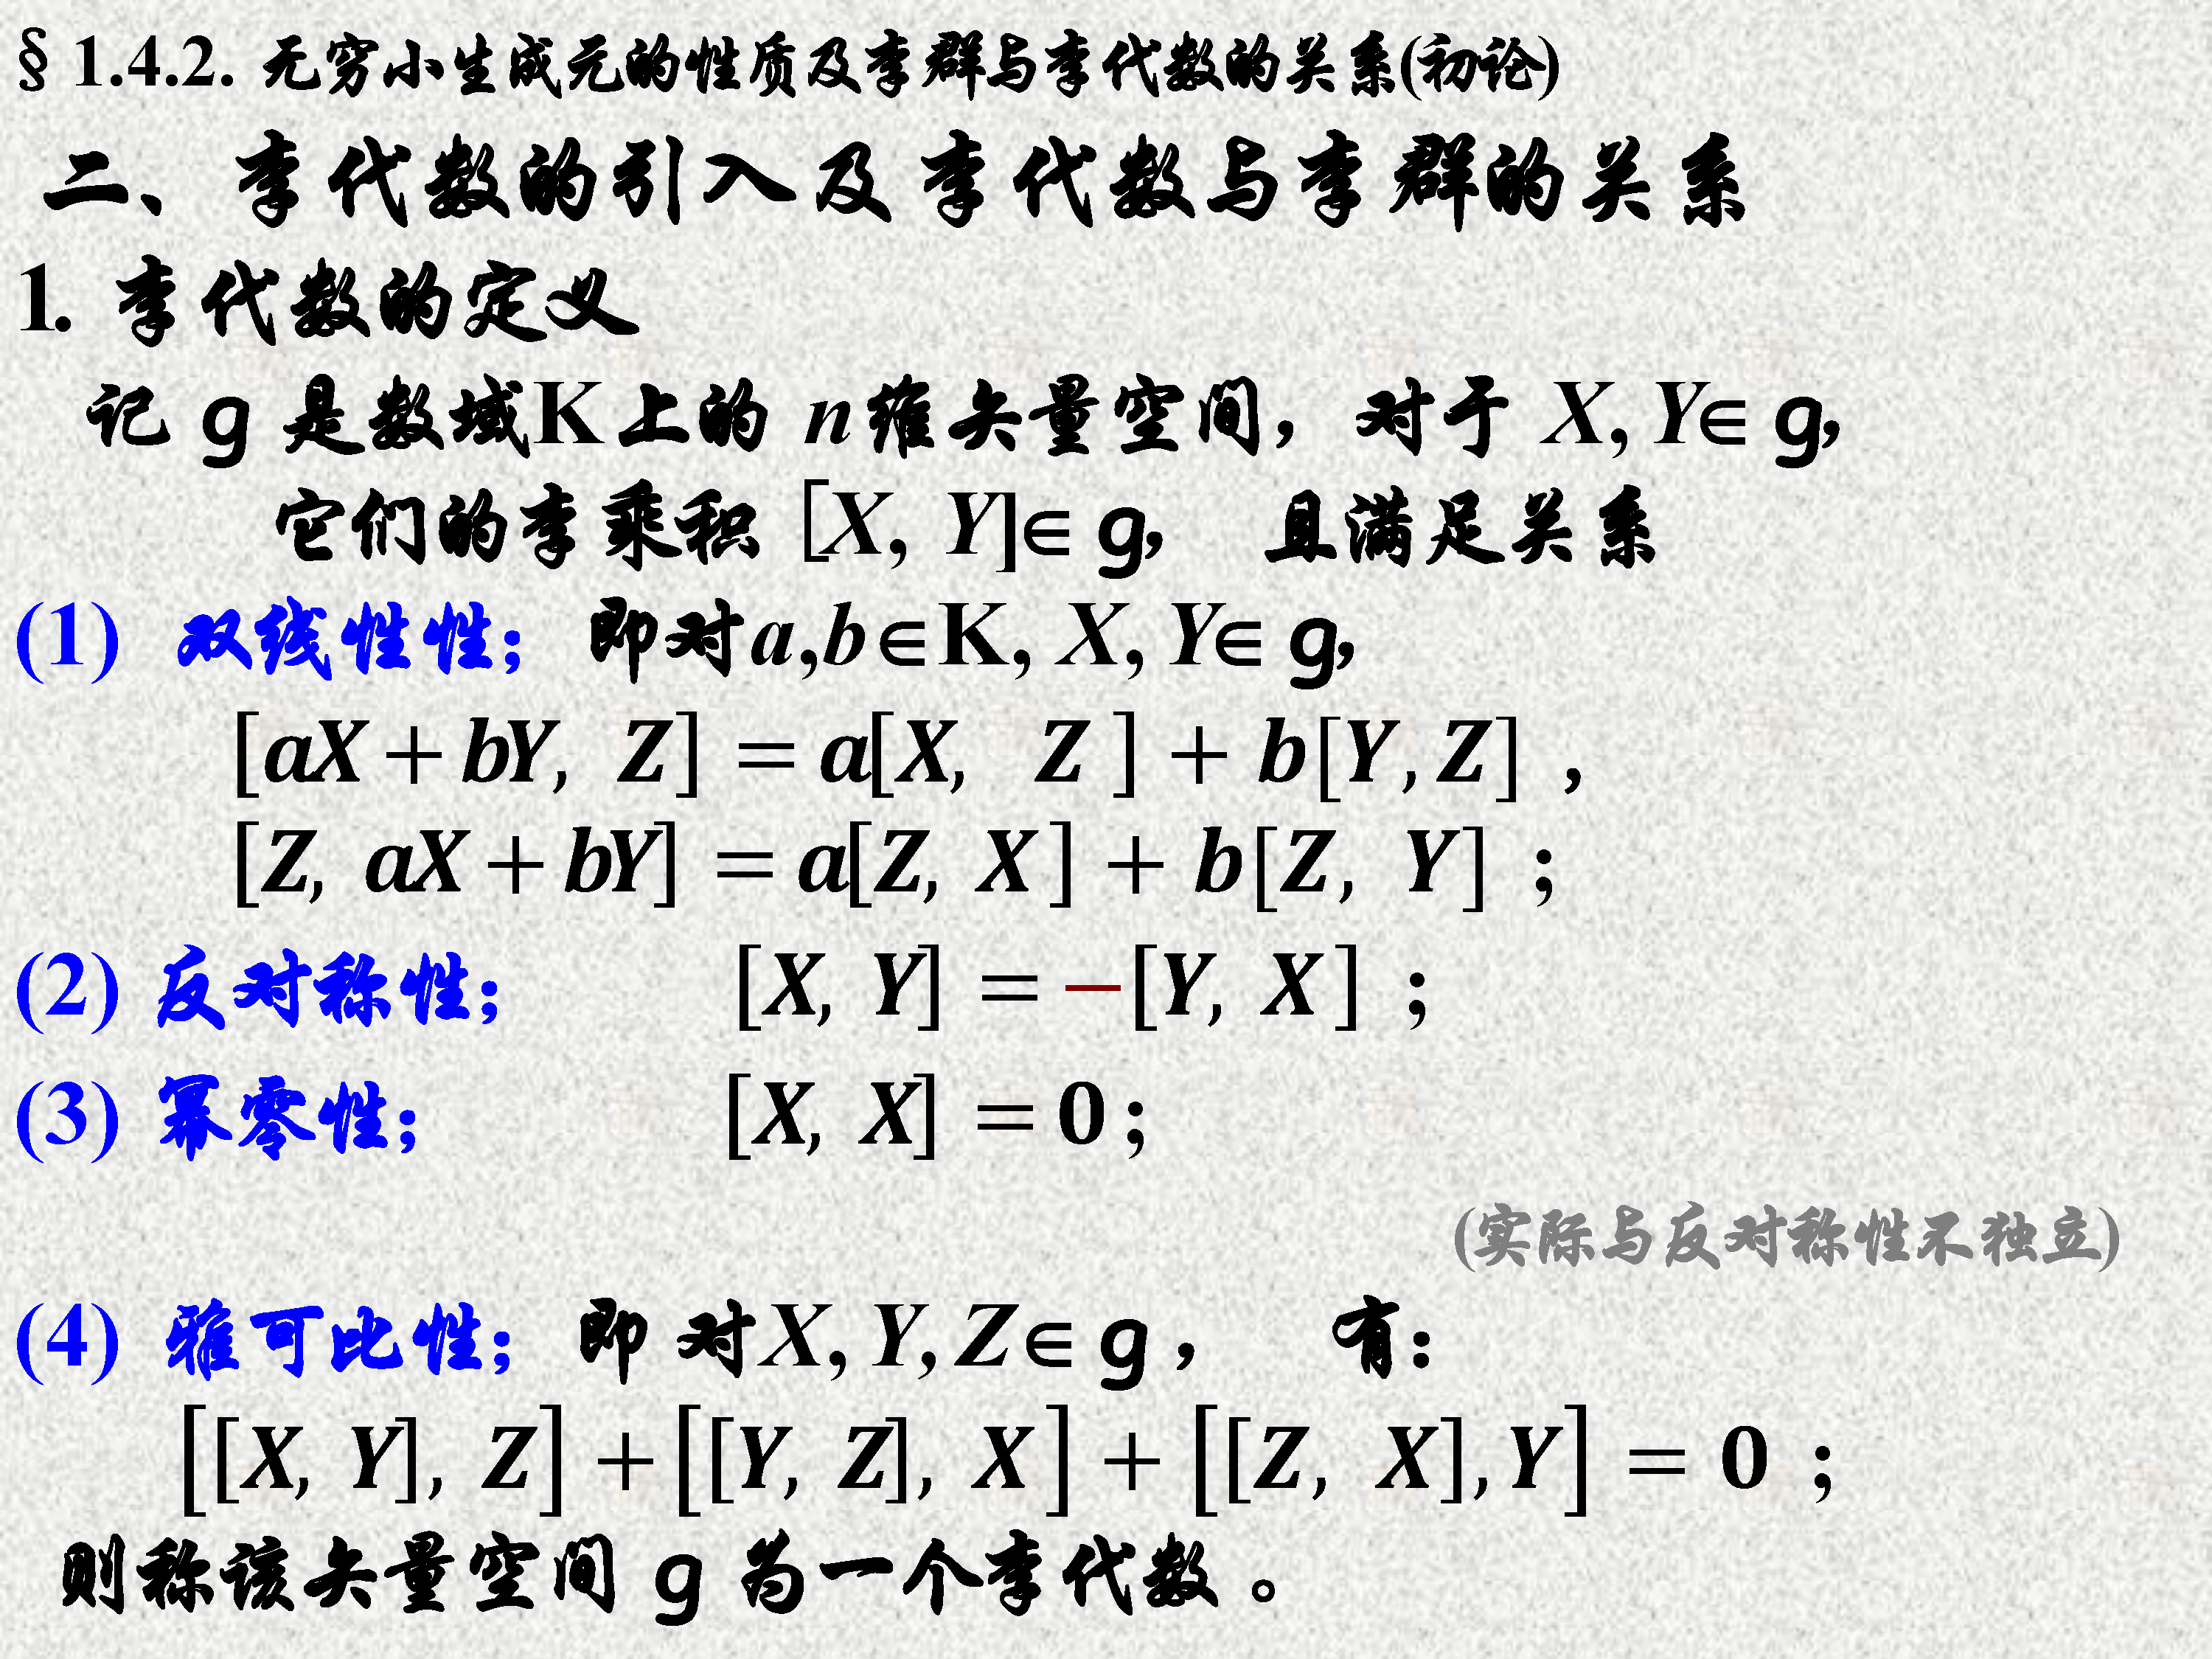 § 1.4.2. 无穷小生成元的性质及李群与李代数的关系(初论)
二、李代数的引入及李代数与李群的关系
1. 李代数的定义
记 g 是数域K上的 n维矢量空间，对于 X, Y∈ g，
它们的李乘积 [X, Y]∈ g， 且满足关系
(1) 双线性性； 即对a,b∈K, X, Y∈ g，
[aX + bY, Z] = a[X, Z ] + b[Y, Z] ，
[Z, aX + bY] = a[Z, X ] + b[Z, Y] ；
(2) 反对称性； [X, Y] = −[Y, X ] ；
(3) 幂零性； [X, X] = 0；
(实际与反对称性不独立)
(4) 雅可比性； 即 对X, Y, Z∈ g ， 有：
[[X, Y], Z] + [[Y, Z], X ] + [[Z, X], Y] = 0 ；
则称该矢量空间 g 为一个李代数 。